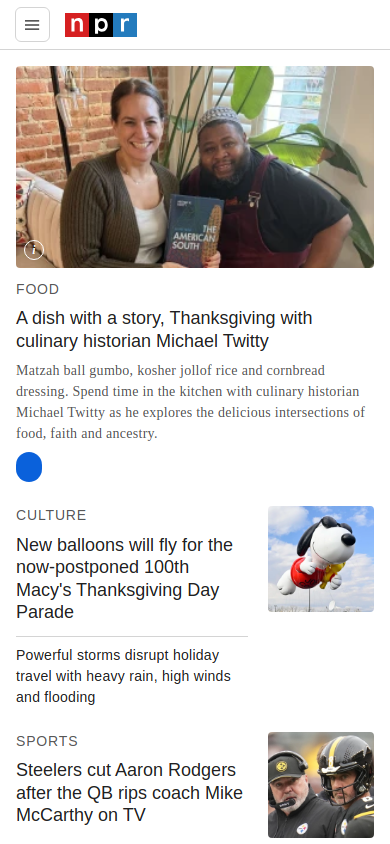 npr
THE
AMERICAN
SOUTH
i
FOOD
A dish with a story, Thanksgiving with
culinary historian Michael Twitty
Matzah ball gumbo, kosher jollof rice and cornbread
dressing. Spend time in the kitchen with culinary historian
Michael Twitty as he explores the delicious intersections of
food, faith and ancestry.
CULTURE
New balloons will fly for the
now-postponed 100th
Macy's Thanksgiving Day
Parade
Powerful storms disrupt holiday
travel with heavy rain, high winds
and flooding
SPORTS
Steelers cut Aaron Rodgers
after the QB rips coach Mike
McCarthy on TV